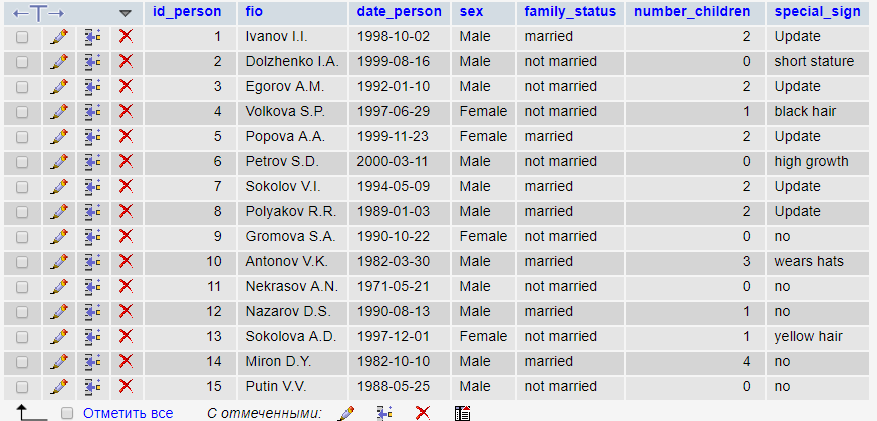 id_person fio date_person sex family_status number_children special_sign
1 Ivanov I.I. 1998-10-02 Male married 2 Update
2 Dolzhenko I.A. 1999-08-16 Male not married 0 short stature
3 Egorov A.M. 1992-01-10 Male not married 2 Update
4 Volkova S.P. 1997-06-29 Female not married 1 black hair
5 Popova A.A. 1999-11-23 Female married 2 Update
6 Petrov S.D. 2000-03-11 Male not married 0 high growth
7 Sokolov V.I. 1994-05-09 Male married 2 Update
8 Polyakov R.R. 1989-01-03 Male married 2 Update
9 Gromova S.A. 1990-10-22 Female not married 0 no
10 Antonov V.K. 1982-03-30 Male married 3 wears hats
11 Nekrasov A.N. 1971-05-21 Male not married 0 no
12 Nazarov D.S. 1990-08-13 Male married 1 no
13 Sokolova A.D. 1997-12-01 Female not married 1 yellow hair
14 Miron D.Y. 1982-10-10 Male married 4 no
15 Putin V.V. 1988-05-25 Male not married 0 no
Отметить все С отмеченными: